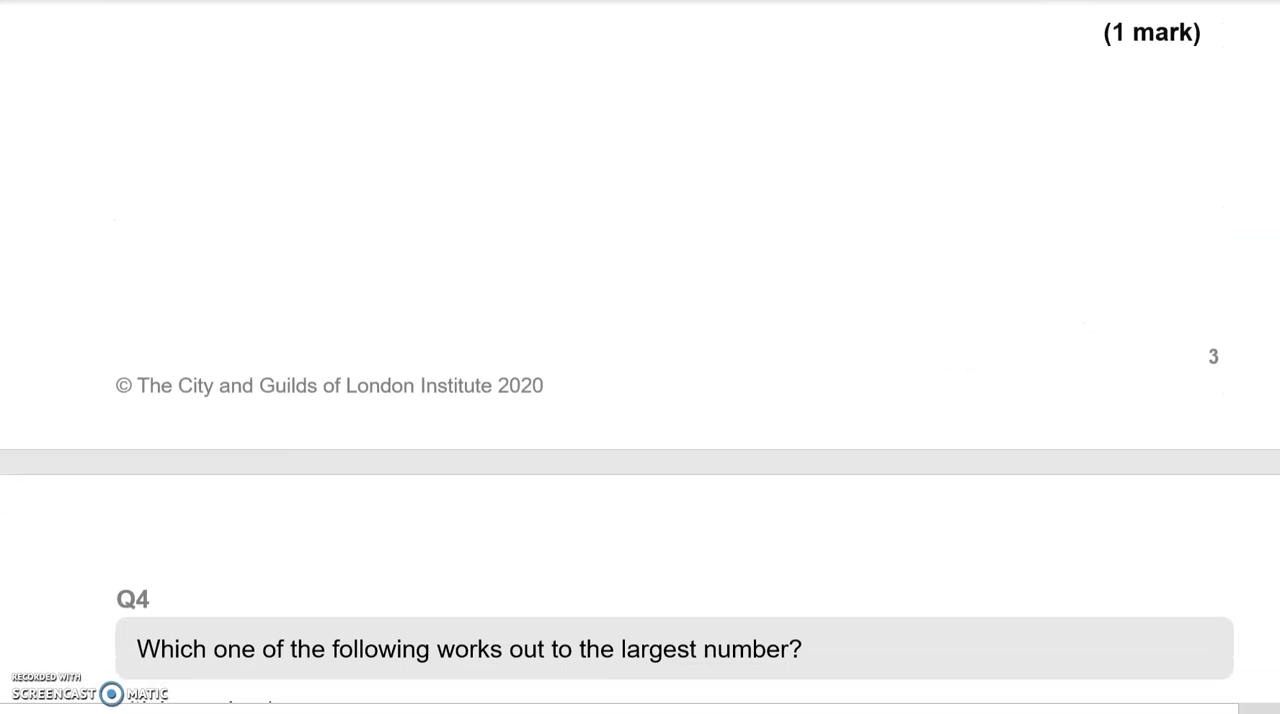 (1 mark)
3
© The City and Guilds of London Institute 2020
Q4
Which one of the following works out to the largest number?
RECORDED WITH
SCREENCAST MATIC